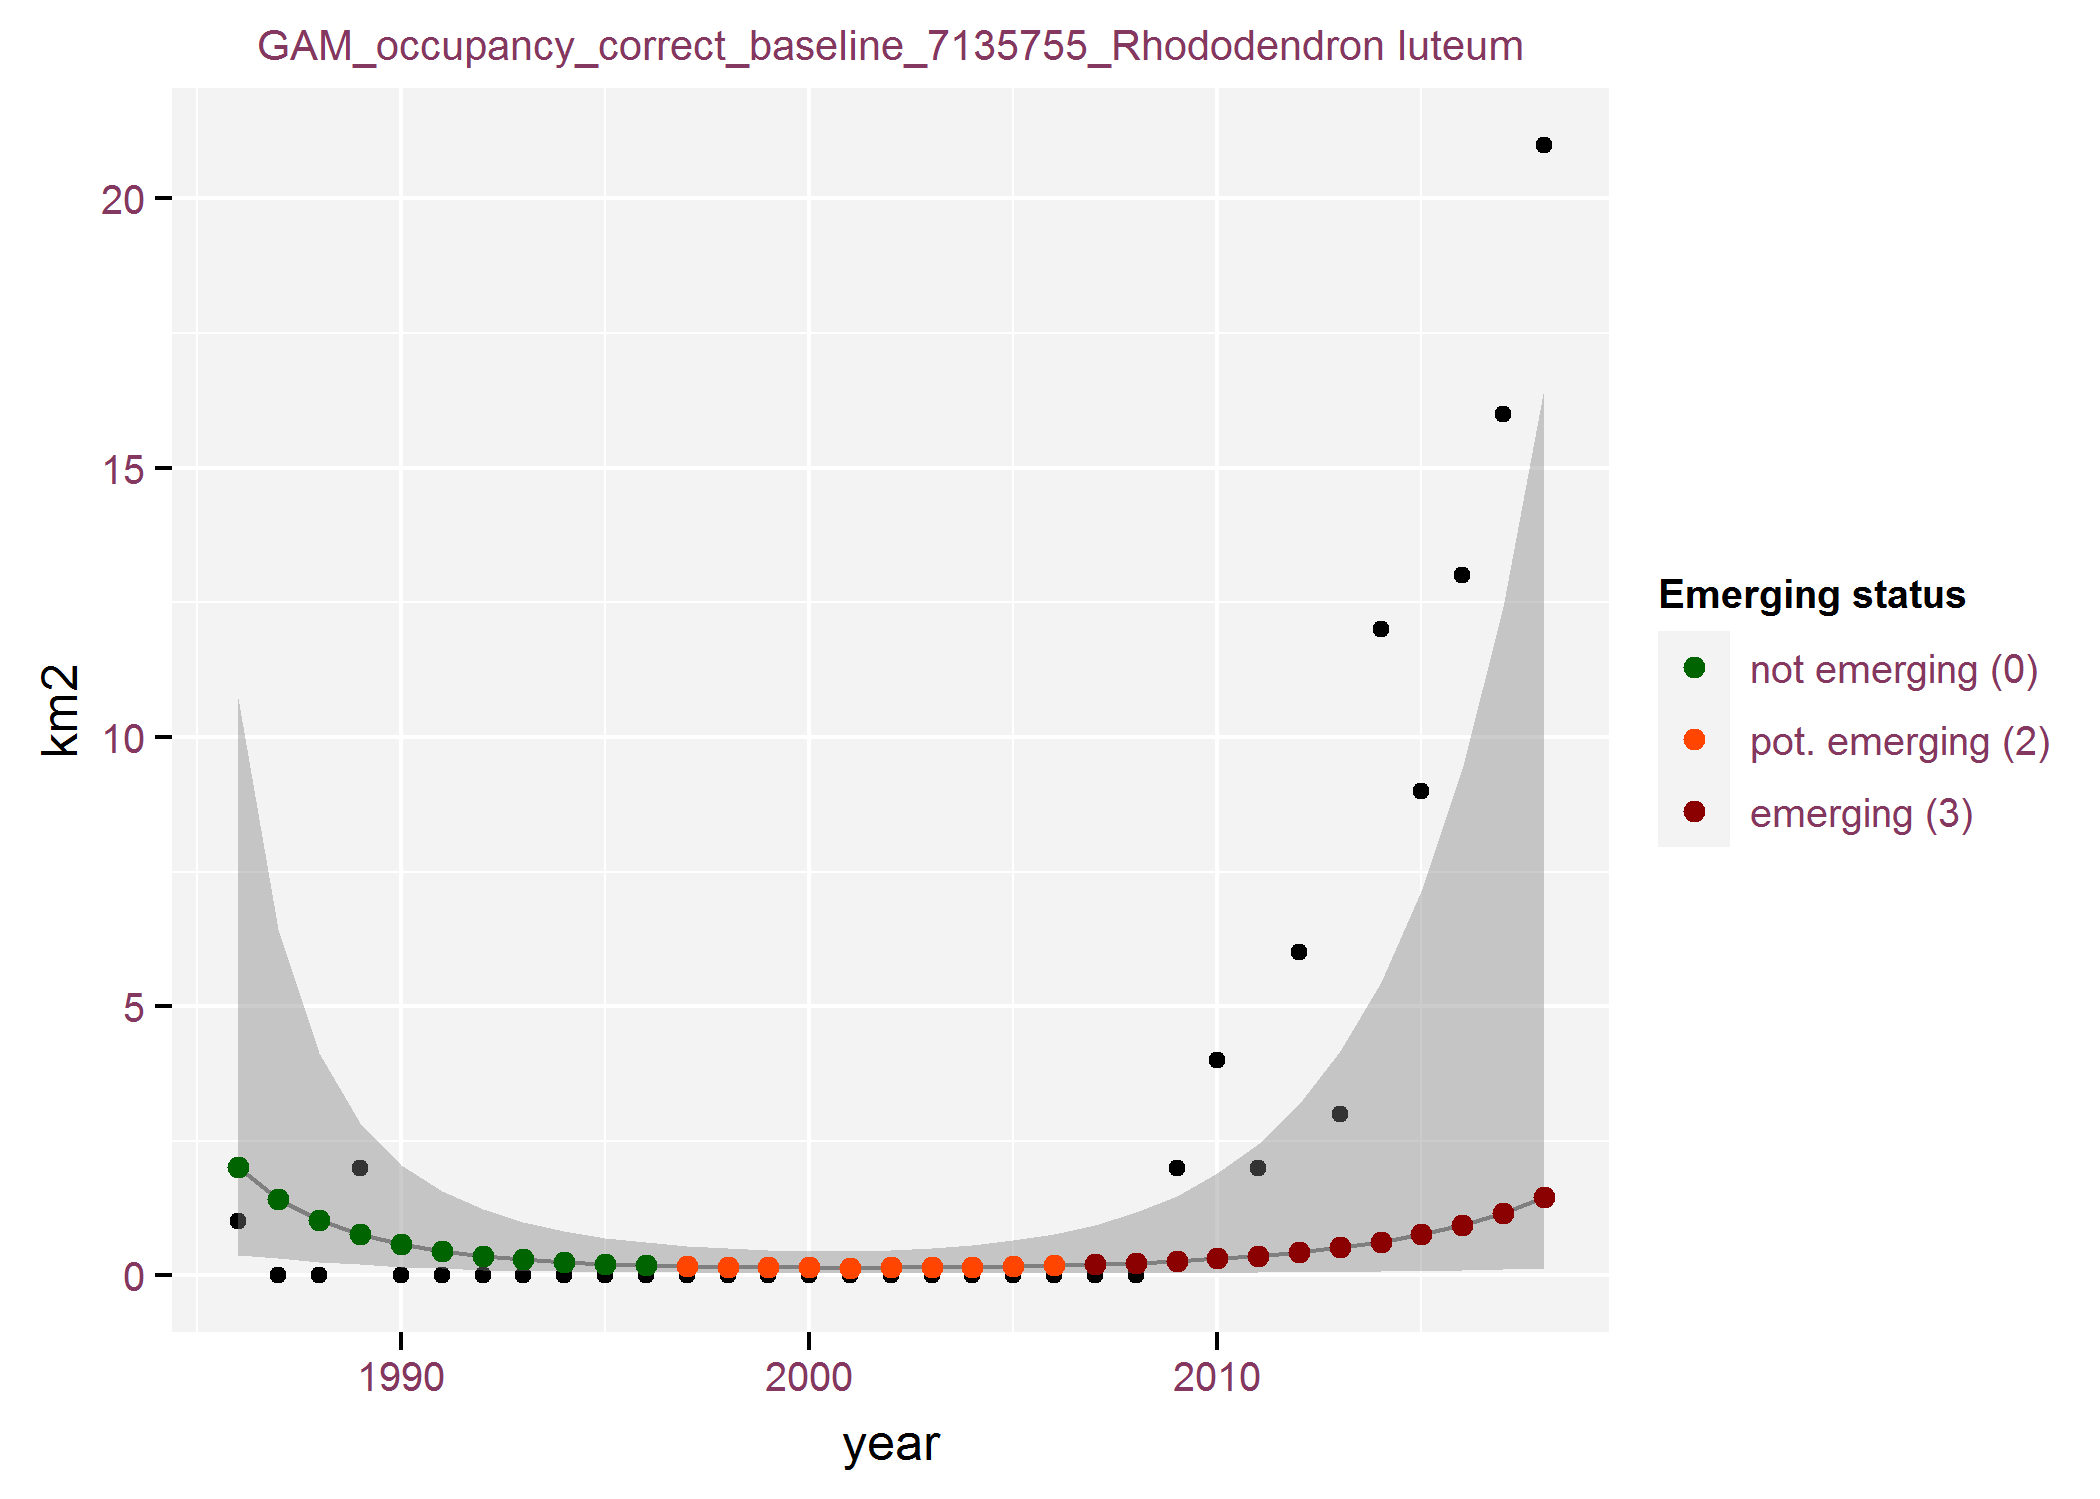 GAM_occupancy_correct_baseline_7135755_Rhododendron luteum
km2
20
15
10
5
0
1990
2000
2010
year
Emerging status
not emerging (0)
pot. emerging (2)
emerging (3)